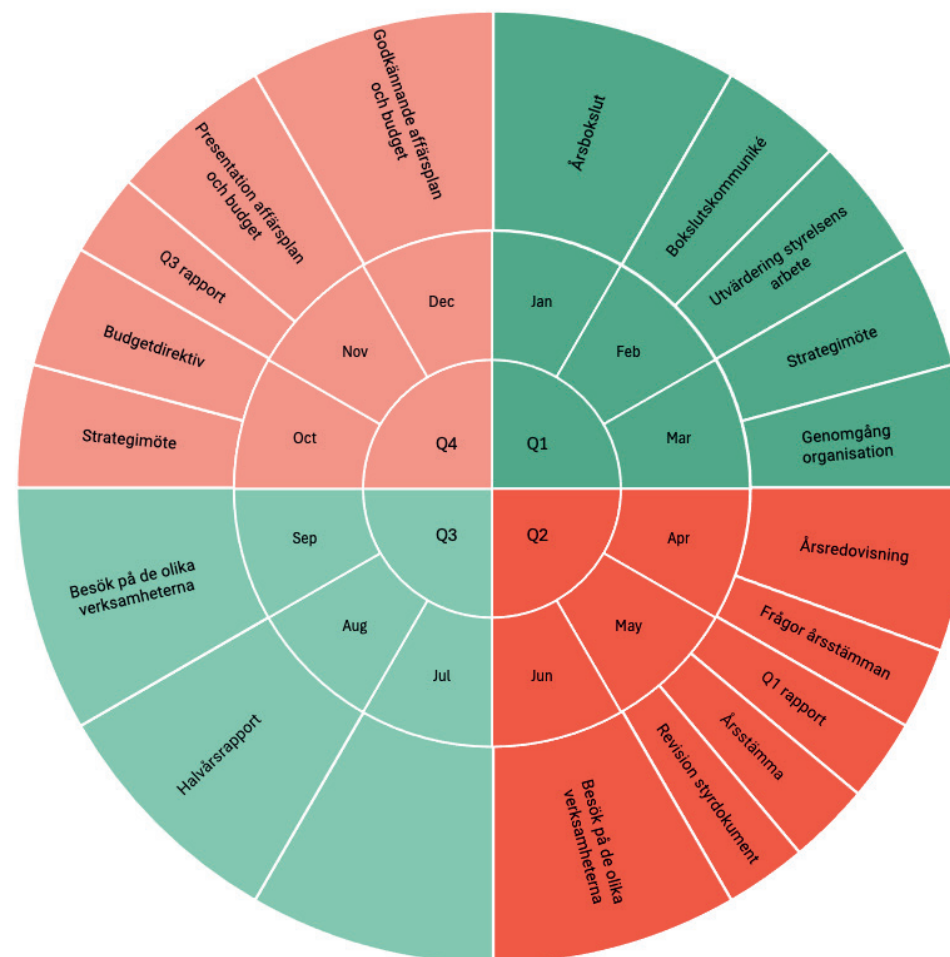 Q1
Jan
Årsbokslut
Feb
Bokslutskommuniké
Utvärdering styrelsens
arbete
Mar
Strategimöte
Genomgång
organisation
Q2
Apr
Årsredovisning
Frågor årsstämman
May
Q1 rapport
Årsstämma
Revision styrdokument
Jun
Besök på de olika
verksamheterna
Q3
Jul
Aug
Halvårsrapport
Sep
Besök på de olika
verksamheterna
Q4
Oct
Strategimöte
Budgetdirektiv
Nov
Q3 rapport
Presentation affärsplan
och budget
Dec
Godkännande affärsplan
och budget